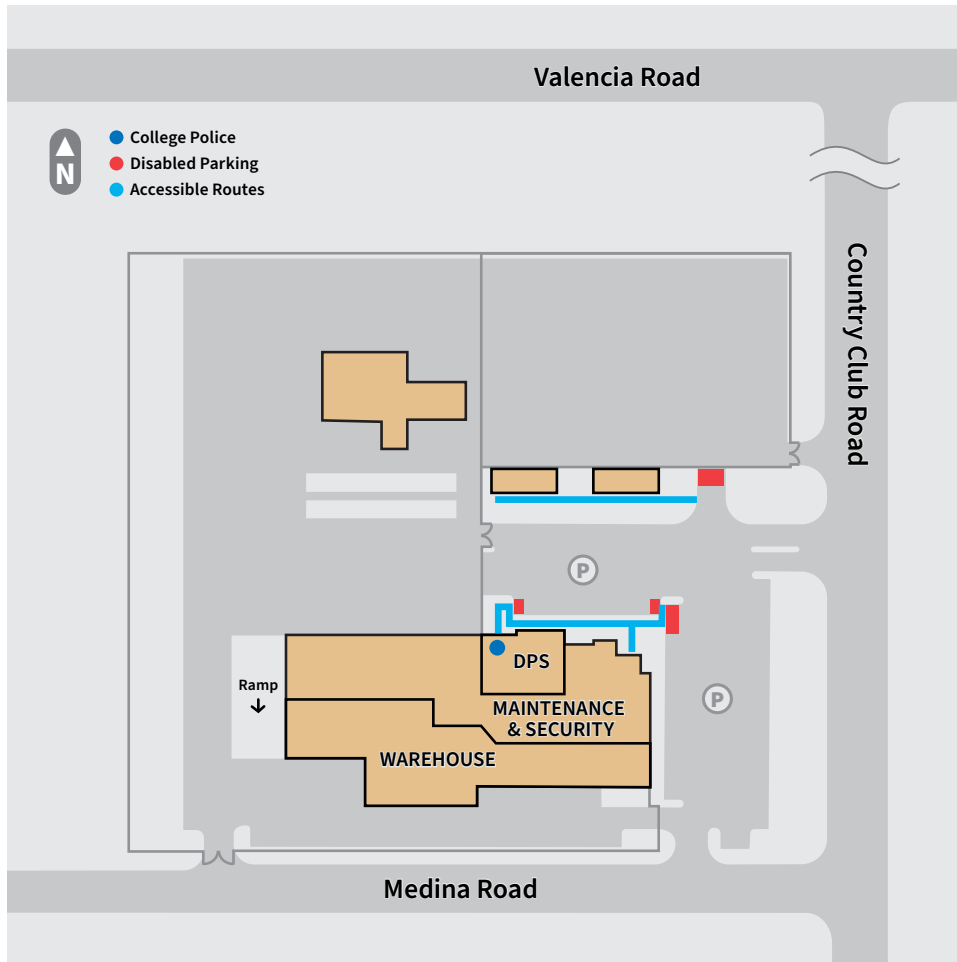 Valencia Road
N
College Police
Disabled Parking
Accessible Routes
Country Club Road
P
DPS
Ramp
MAINTENANCE
& SECURITY
P
WAREHOUSE
Medina Road